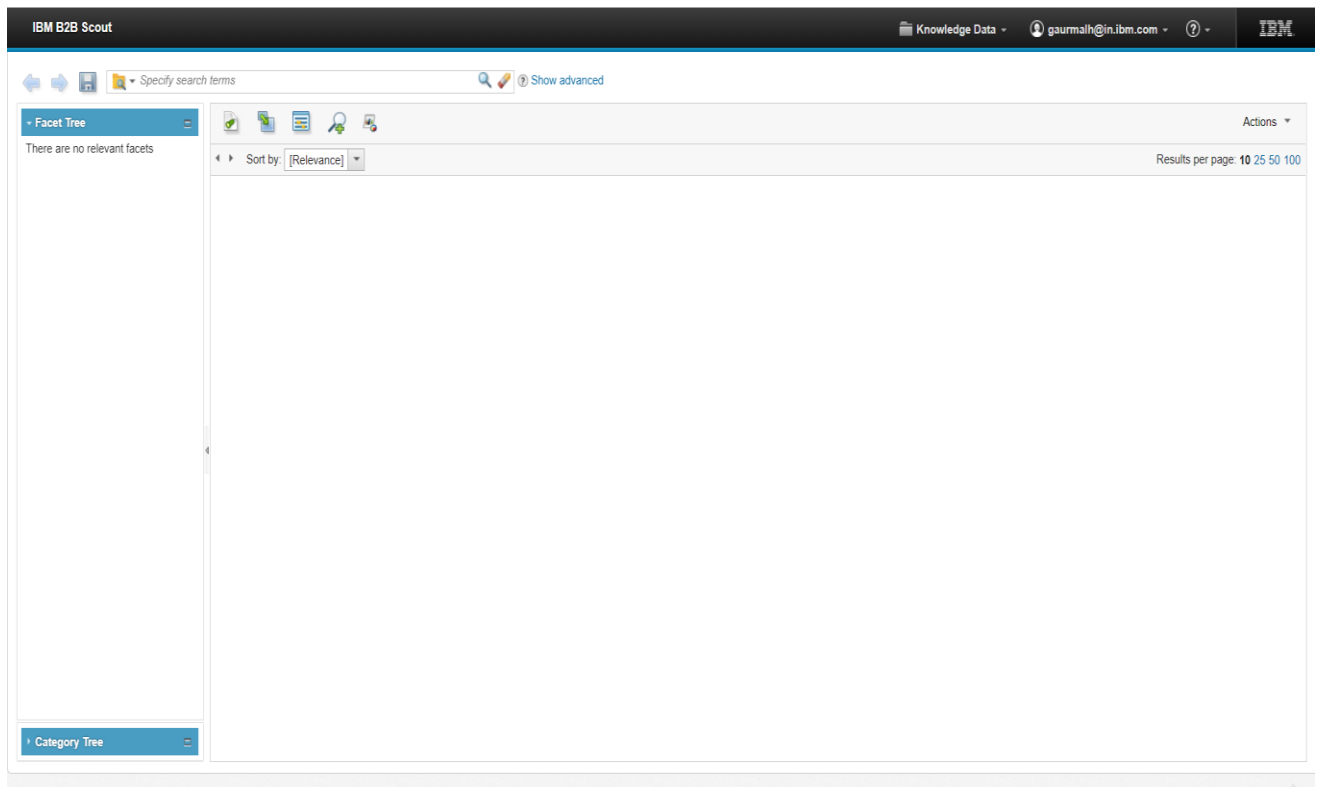 IBM B2B Scout
Knowledge Data
gaurmalh@in.ibm.com
?
IBM
Specify search terms
? Show advanced
Facet Tree
There are no relevant facets
Actions
Sort by: [Relevance]
Results per page: 10 25 50 100
Category Tree